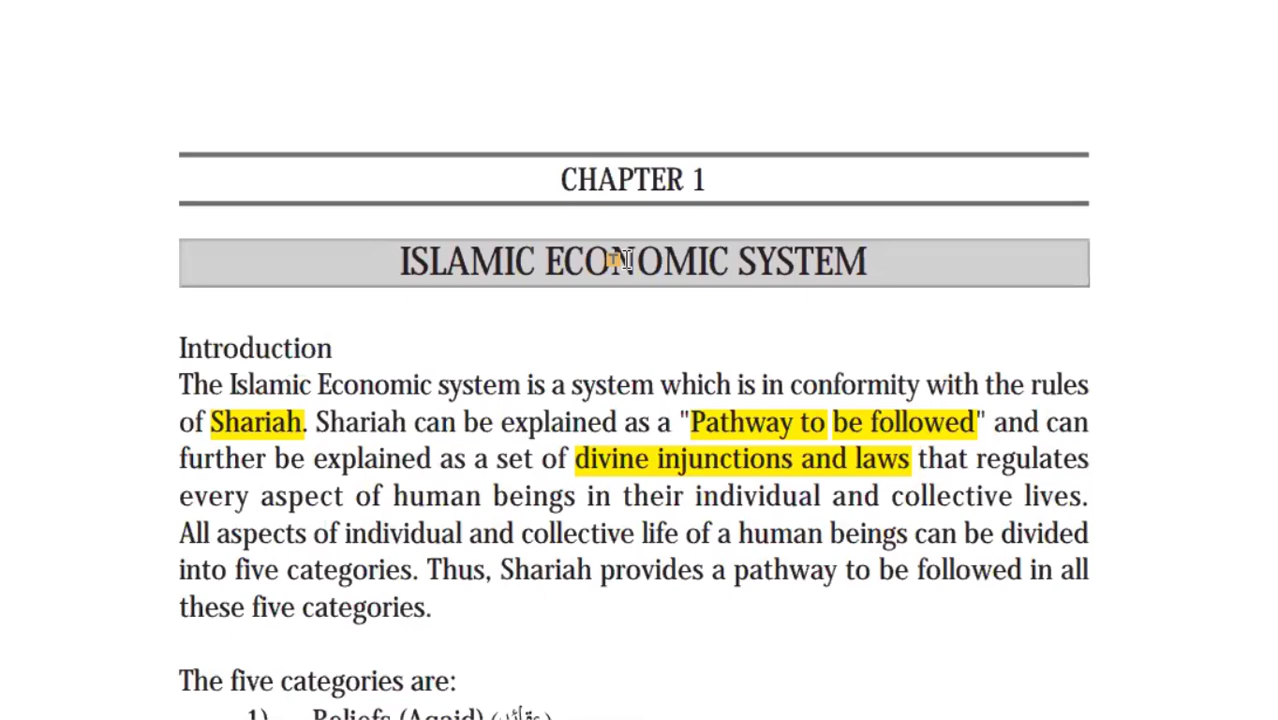 CHAPTER 1
ISLAMIC ECONOMIC SYSTEM
Introduction
The Islamic Economic system is a system which is in conformity with the rules
of Shariah. Shariah can be explained as a "Pathway to be followed" and can
further be explained as a set of divine injunctions and laws that regulates
every aspect of human beings in their individual and collective lives.
All aspects of individual and collective life of a human beings can be divided
into five categories. Thus, Shariah provides a pathway to be followed in all
these five categories.
The five categories are:
1) Beliefs (Aqaid) (عقائد)